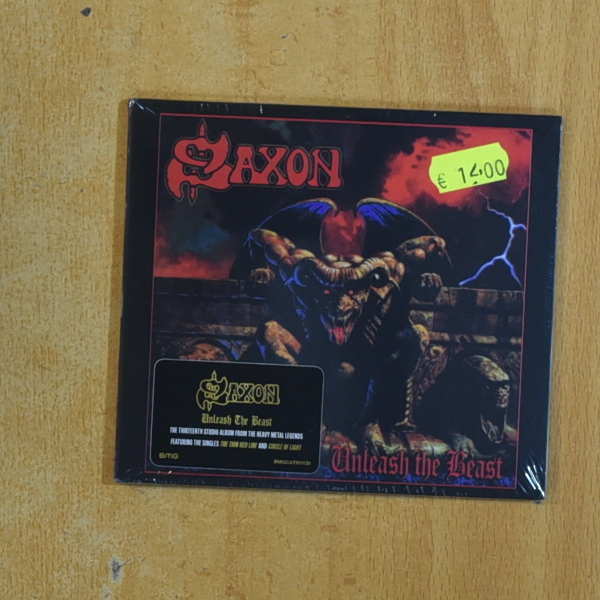 SAXON
€ 14,00
SAXON
Unleash The Beast
THE THIRTEENTH STUDIO ALBUM FROM THE HEAVY METAL LEGENDS
FEATURING THE SINGLES THE THIN RED LINE AND CIRCLE OF LIGHT
BMG
Unleash the Beast